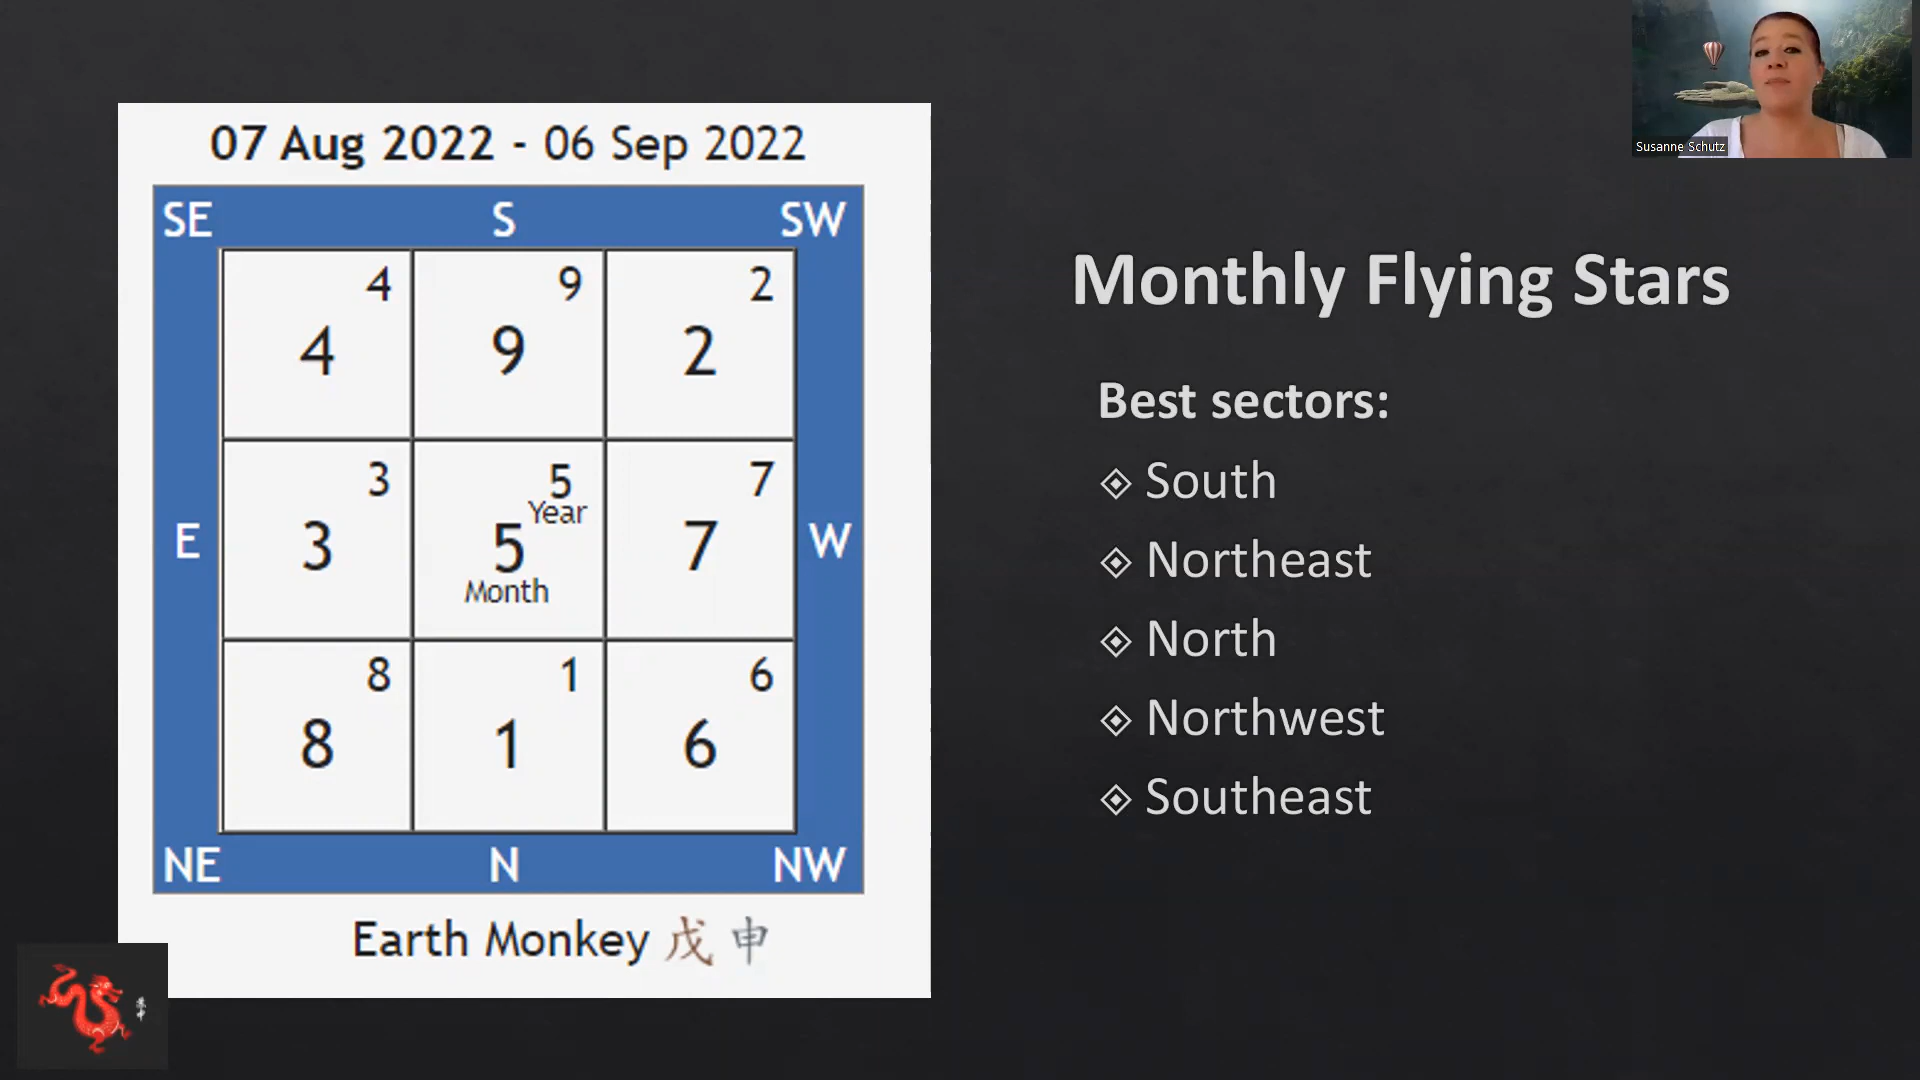 Susanne Schutz
07 Aug 2022 - 06 Sep 2022
SE S SW
4 9 2
4 9 2
3 5 7
Year
E 3 5 7 W
Month
8 1 6
8 1 6
NE N NW
Earth Monkey 戊 申
Monthly Flying Stars
Best sectors:
South
Northeast
North
Northwest
Southeast